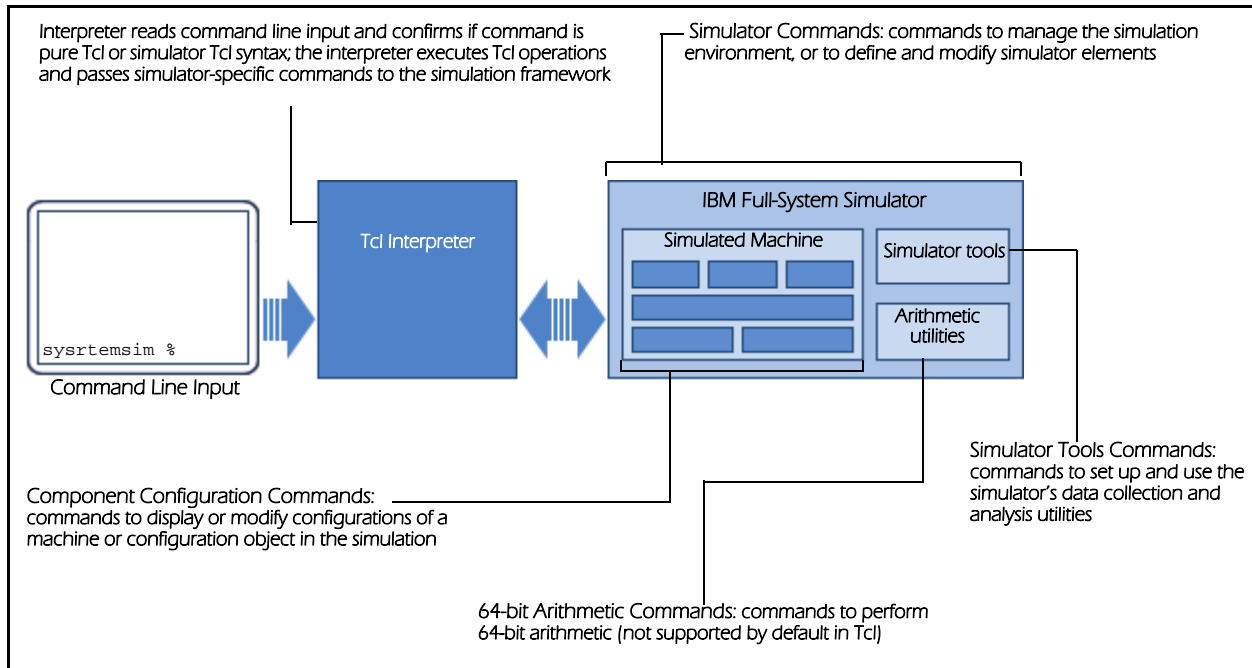 Interpreter reads command line input and confirms if command is
pure Tcl or simulator Tcl syntax; the interpreter executes Tcl operations
and passes simulator-specific commands to the simulation framework
Simulator Commands: commands to manage the simulation
environment, or to define and modify simulator elements
sysrtemsim %
Command Line Input
Tcl Interpreter
IBM Full-System Simulator
Simulated Machine
Simulator tools
Arithmetic
utilities
Component Configuration Commands:
commands to display or modify configurations of a
machine or configuration object in the simulation
Simulator Tools Commands:
commands to set up and use the
simulator's data collection and
analysis utilities
64-bit Arithmetic Commands: commands to perform
64-bit arithmetic (not supported by default in Tcl)